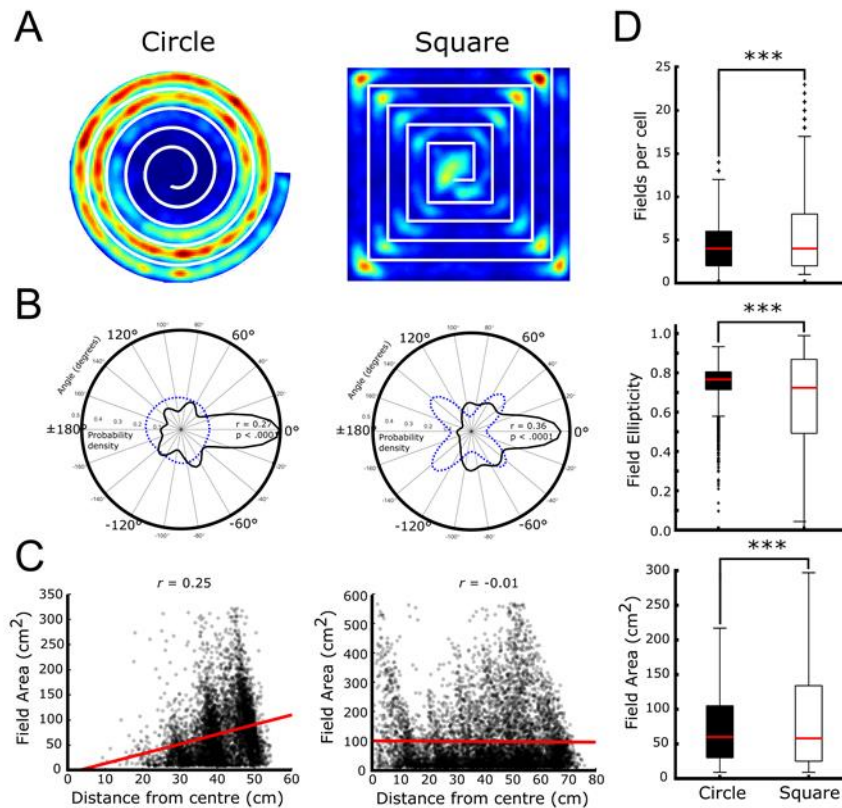 A
Circle
Square
D
***
Fields per cell
25
20
15
10
5
0
B
120°
60°
±180°
0°
-120°
-60°
Angle (degrees)
Probability
density
r = 0.27
120°
60°
±180°
0°
-120°
-60°
Angle (degrees)
Probability
density
r = 0.36
p < .0001
***
Field Ellipticity
1.0
0.8
0.6
0.4
0.2
0.0
C
r = 0.25
Field Area (cm²)
350
300
250
200
150
100
50
0
0 10 20 30 40 50 60
Distance from centre (cm)
r = -0.01
Field Area (cm²)
600
500
400
300
200
100
0
0 10 20 30 40 50 60 70 80
Distance from centre (cm)
***
Field Area (cm²)
300
250
200
150
100
50
0
Circle Square